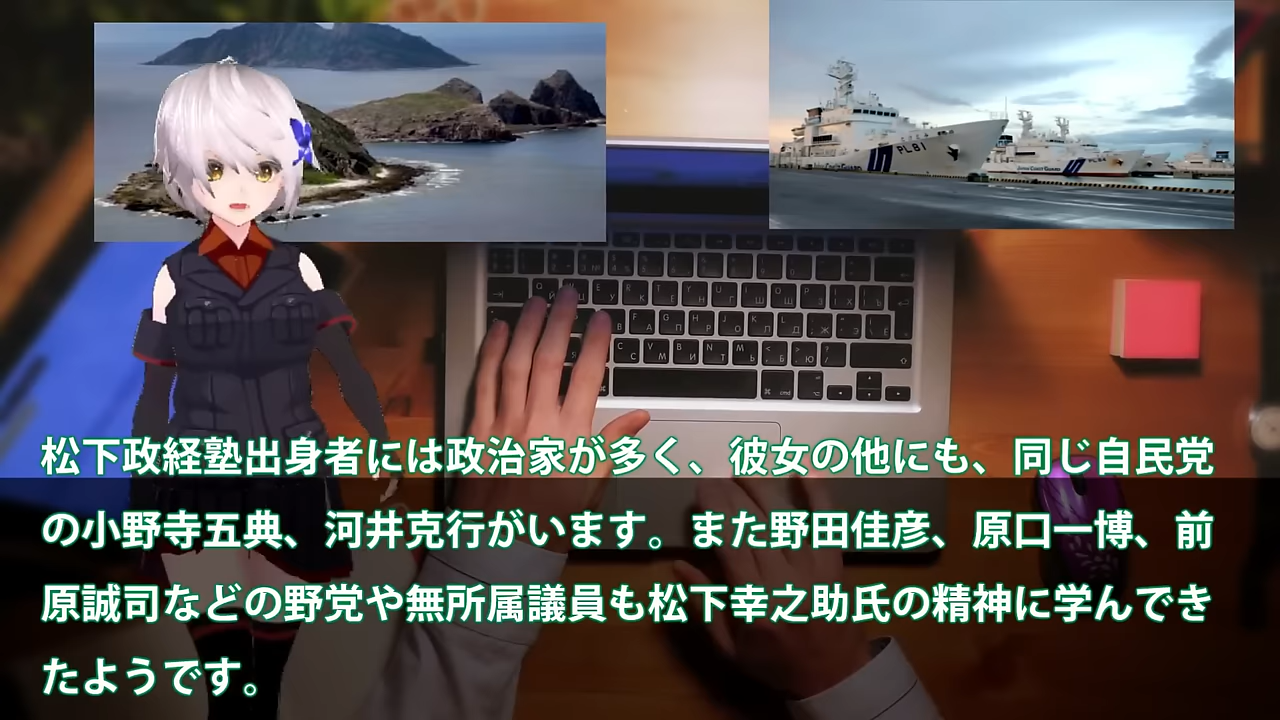 PL81
JAPAN COAST GUARD
松下政経塾出身者には政治家が多く、彼女の他にも、同じ自民党
の小野寺五典、河井克行がいます。また野田佳彦、原口一博、前
原誠司などの野党や無所属議員も松下幸之助氏の精神に学んでき
たようです。